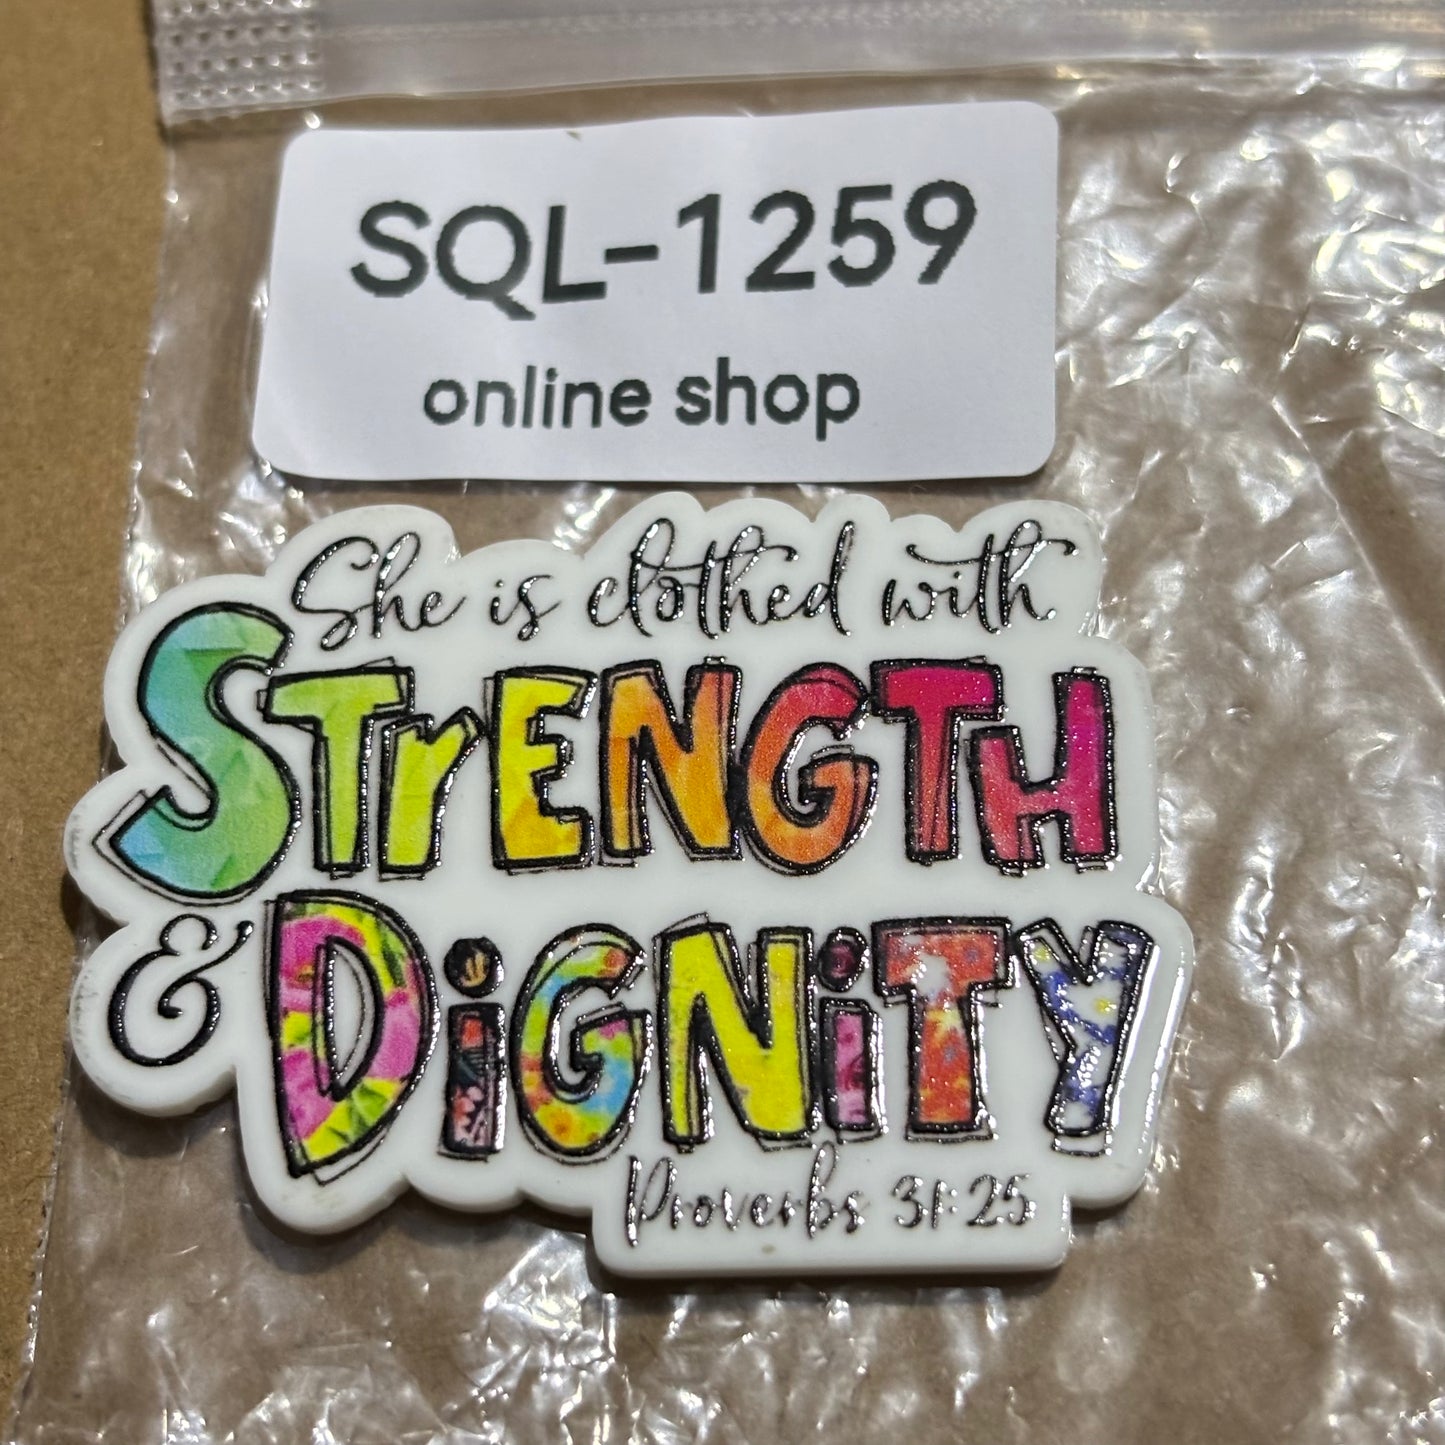 SQL-1259
online shop
She is clothed with
STrENGTH
& DiGNiTY
Proverbs 31:25